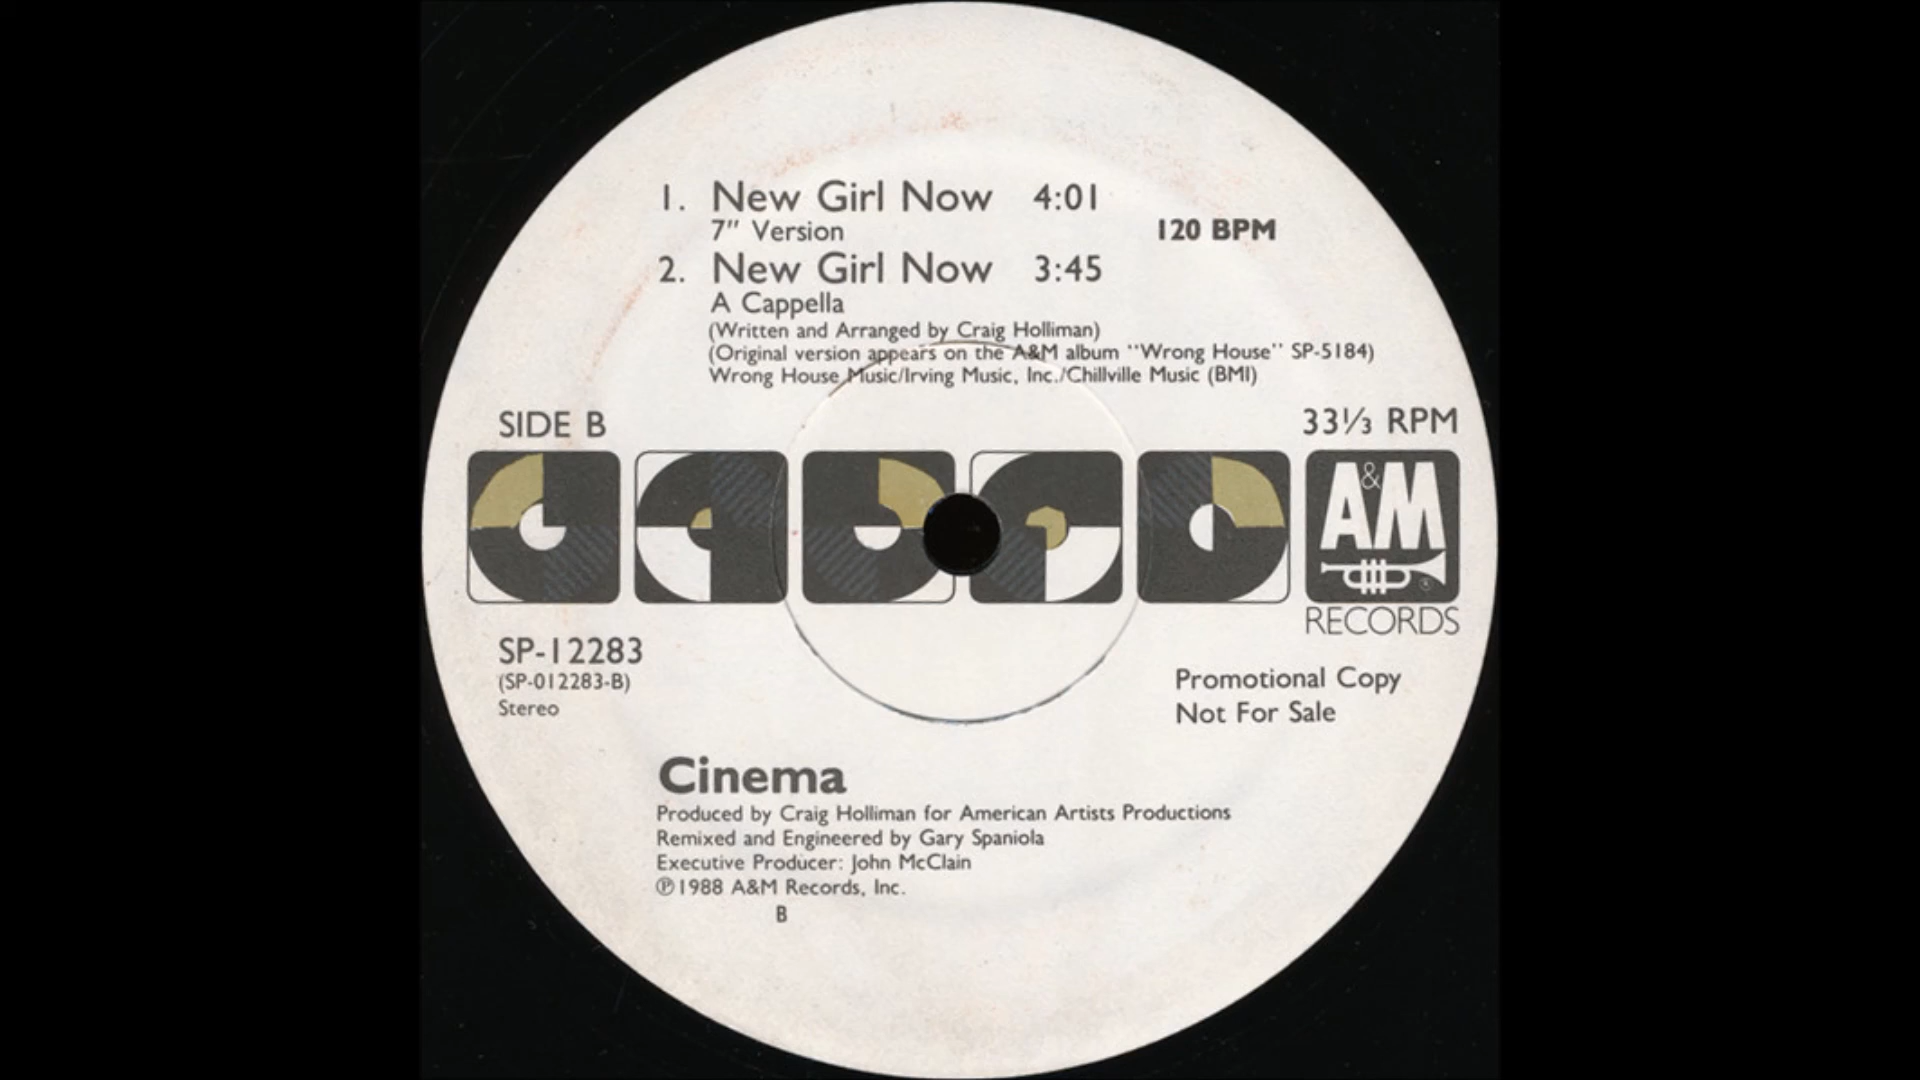 1. New Girl Now 4:01
7" Version 120 BPM
2. New Girl Now 3:45
A Cappella
(Written and Arranged by Craig Holliman)
(Original version appears on the A&M album "Wrong House" SP-5184)
Wrong House Music/Irving Music, Inc./Chillville Music (BMI)
SIDE B 33⅓ RPM
A&M
®
RECORDS
SP-12283
(SP-012283-B)
Stereo
Promotional Copy
Not For Sale
Cinema
Produced by Craig Holliman for American Artists Productions
Remixed and Engineered by Gary Spaniola
Executive Producer: John McClain
℗1988 A&M Records, Inc.
B